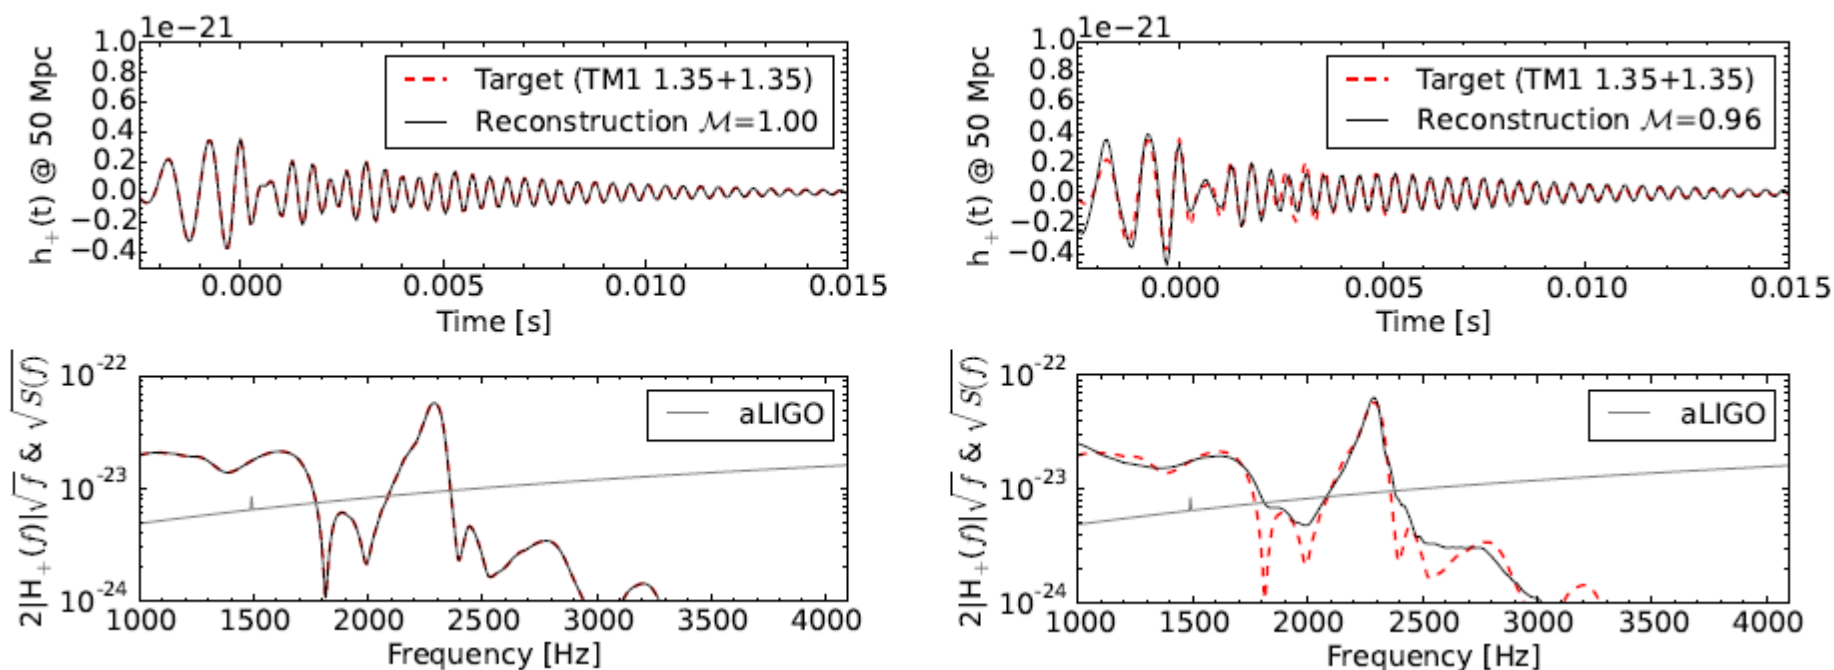 1e−21
h₊(t) @ 50 Mpc
1.0
0.8
0.6
0.4
0.2
0.0
−0.2
−0.4
Target (TM1 1.35+1.35)
Reconstruction ℳ=1.00
0.000 0.005 0.010 0.015
Time [s]
1e−21
h₊(t) @ 50 Mpc
1.0
0.8
0.6
0.4
0.2
0.0
−0.2
−0.4
Target (TM1 1.35+1.35)
Reconstruction ℳ=0.96
0.000 0.005 0.010 0.015
Time [s]
2|H₊(f)|√f & √S(f)
10⁻²²
10⁻²³
10⁻²⁴
aLIGO
1000 1500 2000 2500 3000 3500 4000
Frequency [Hz]
2|H₊(f)|√f & √S(f)
10⁻²²
10⁻²³
10⁻²⁴
aLIGO
1000 1500 2000 2500 3000 3500 4000
Frequency [Hz]